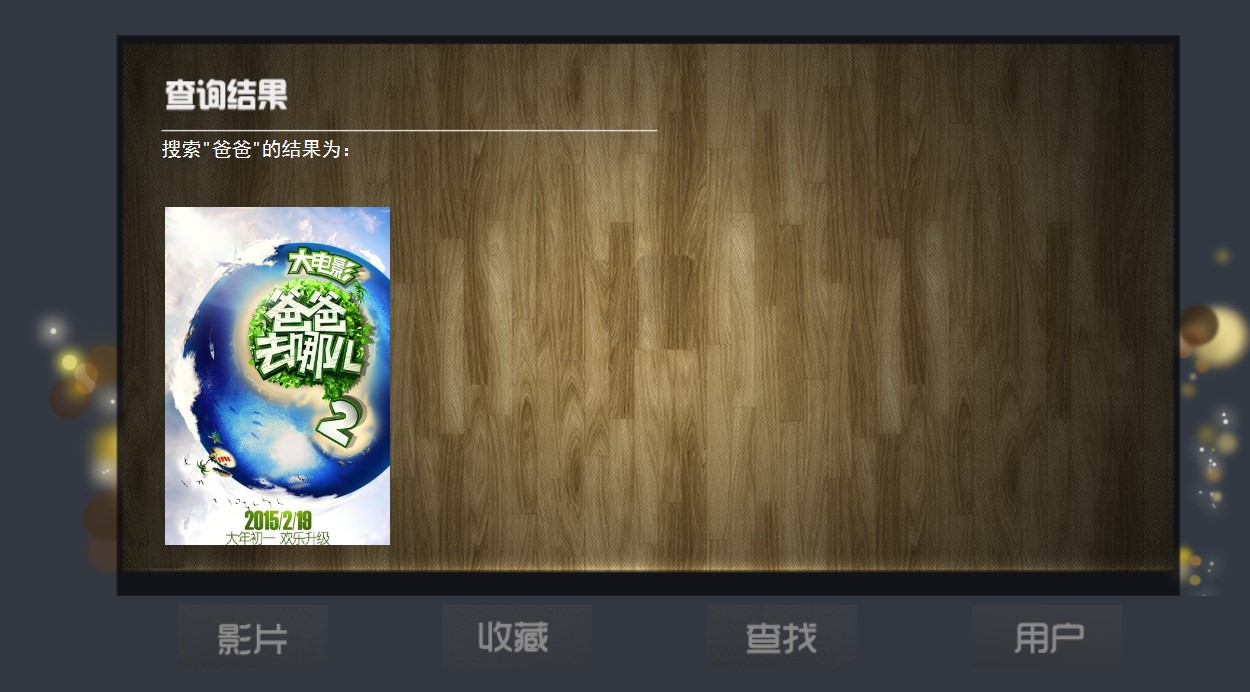 查询结果
搜索"爸爸"的结果为：
大电影
爸爸
去哪儿
2
2015/2/19
大年初一 欢乐升级
影片
收藏
查找
用户